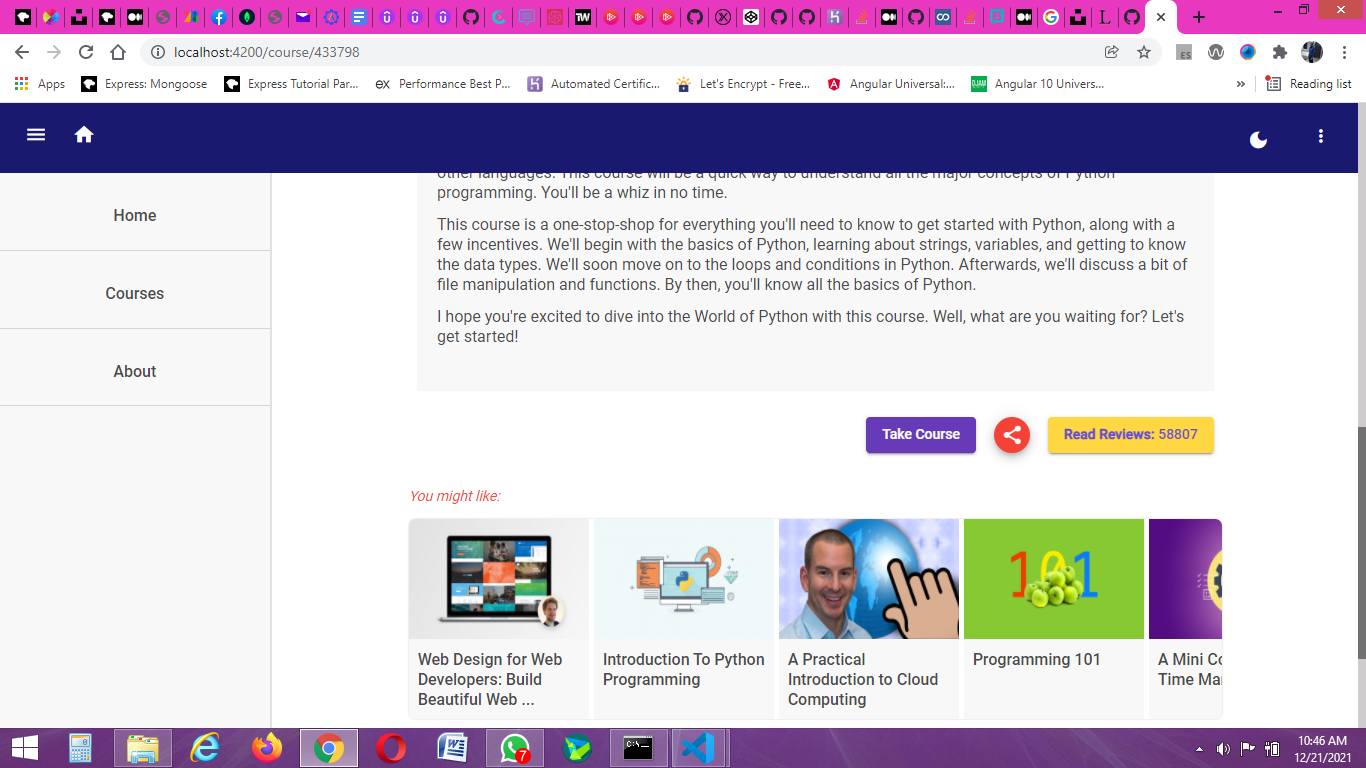 localhost:4200/course/433798
ES
Apps
Express: Mongoose
Express Tutorial Par...
ex Performance Best P...
Automated Certific...
Let's Encrypt - Free...
Angular Universal:...
Angular 10 Univers...
»
Reading list
Home
Courses
About
other languages. This course will be a quick way to understand all the major concepts of Python
programming. You'll be a whiz in no time.
This course is a one-stop-shop for everything you'll need to know to get started with Python, along with a
few incentives. We'll begin with the basics of Python, learning about strings, variables, and getting to know
the data types. We'll soon move on to the loops and conditions in Python. Afterwards, we'll discuss a bit of
file manipulation and functions. By then, you'll know all the basics of Python.
I hope you're excited to dive into the World of Python with this course. Well, what are you waiting for? Let's
get started!
Take Course
Read Reviews: 58807
You might like:
101
Web Design for Web
Developers: Build
Beautiful Web ...
Introduction To Python
Programming
A Practical
Introduction to Cloud
Computing
Programming 101
A Mini Co
Time Ma
7
C:\
10:46 AM
12/21/2021